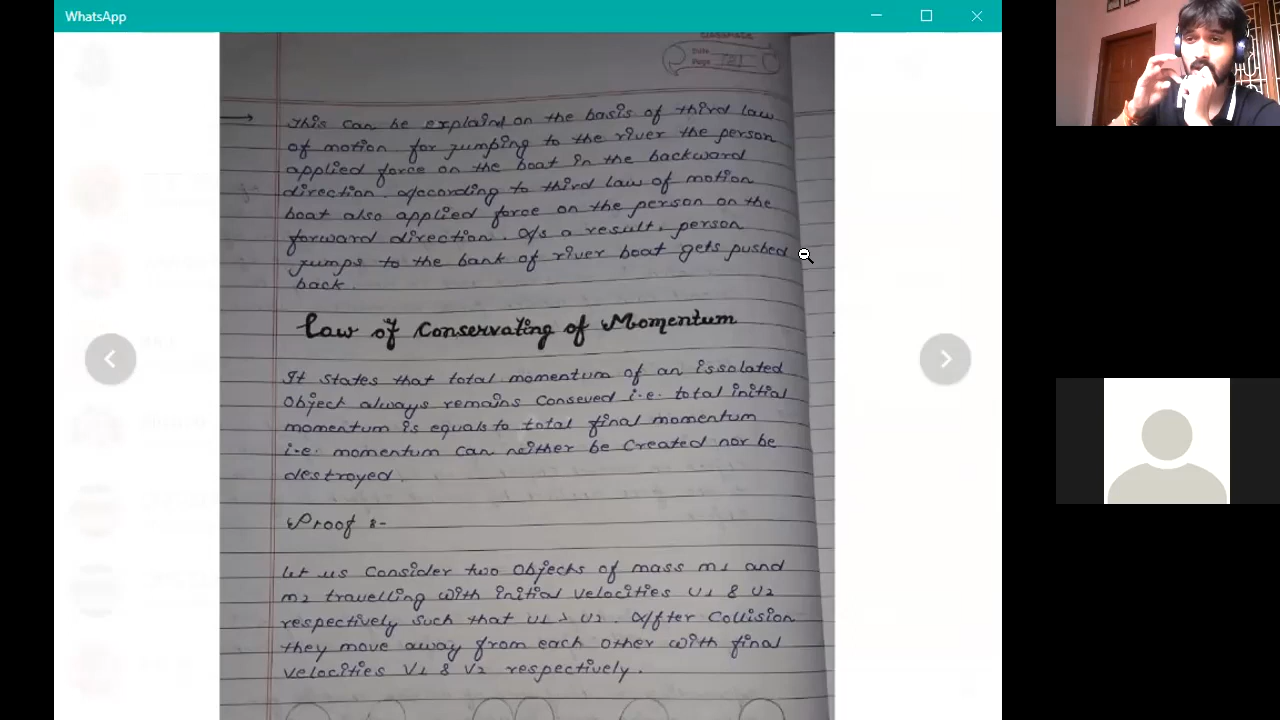 WhatsApp
CLASSMATE
Date
Page
This can be explaind on the basis of third law
of motion for jumping to the river the person
applied force on the boat in the backward
direction. According to third law of motion
boat also applied force on the person on the
forward direction. As a result, person
jumps to the bank of river boat gets pushed
back.
Law of Conservating of Momentum
It states that total momentum of an issolated
object always remains conseved i.e. total initial
momentum is equals to total final momentum
i.e. momentum can neither be created nor be
destroyed.
Proof :-
Let us consider two objects of mass m1 and
m2 travelling with initial velocities u1 & u2
respectively such that u1 > u2. After collision
they move away from each other with final
velocities v1 & v2 respectively.